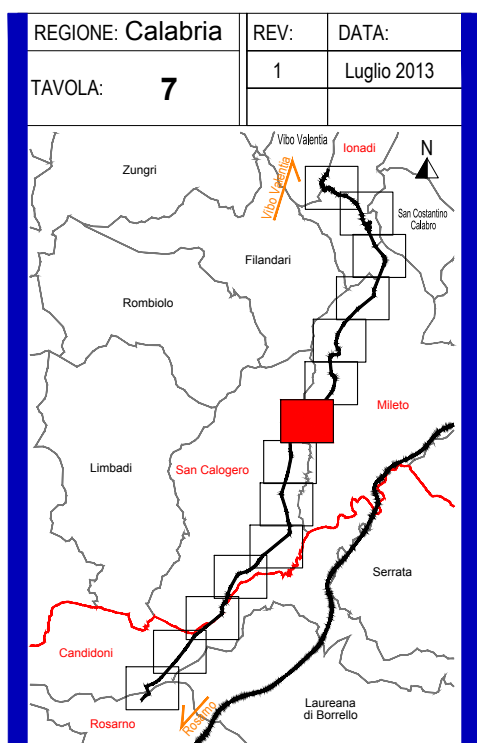 REGIONE: Calabria
REV:
DATA:
TAVOLA: 7
1
Luglio 2013
Vibo Valentia
Ionadi
N
Zungri
Vibo Valentia
San Costantino
Calabro
Filandari
Rombiolo
Mileto
Limbadi
San Calogero
Serrata
Candidoni
Laureana
di Borrello
Rosarno
Rosarno